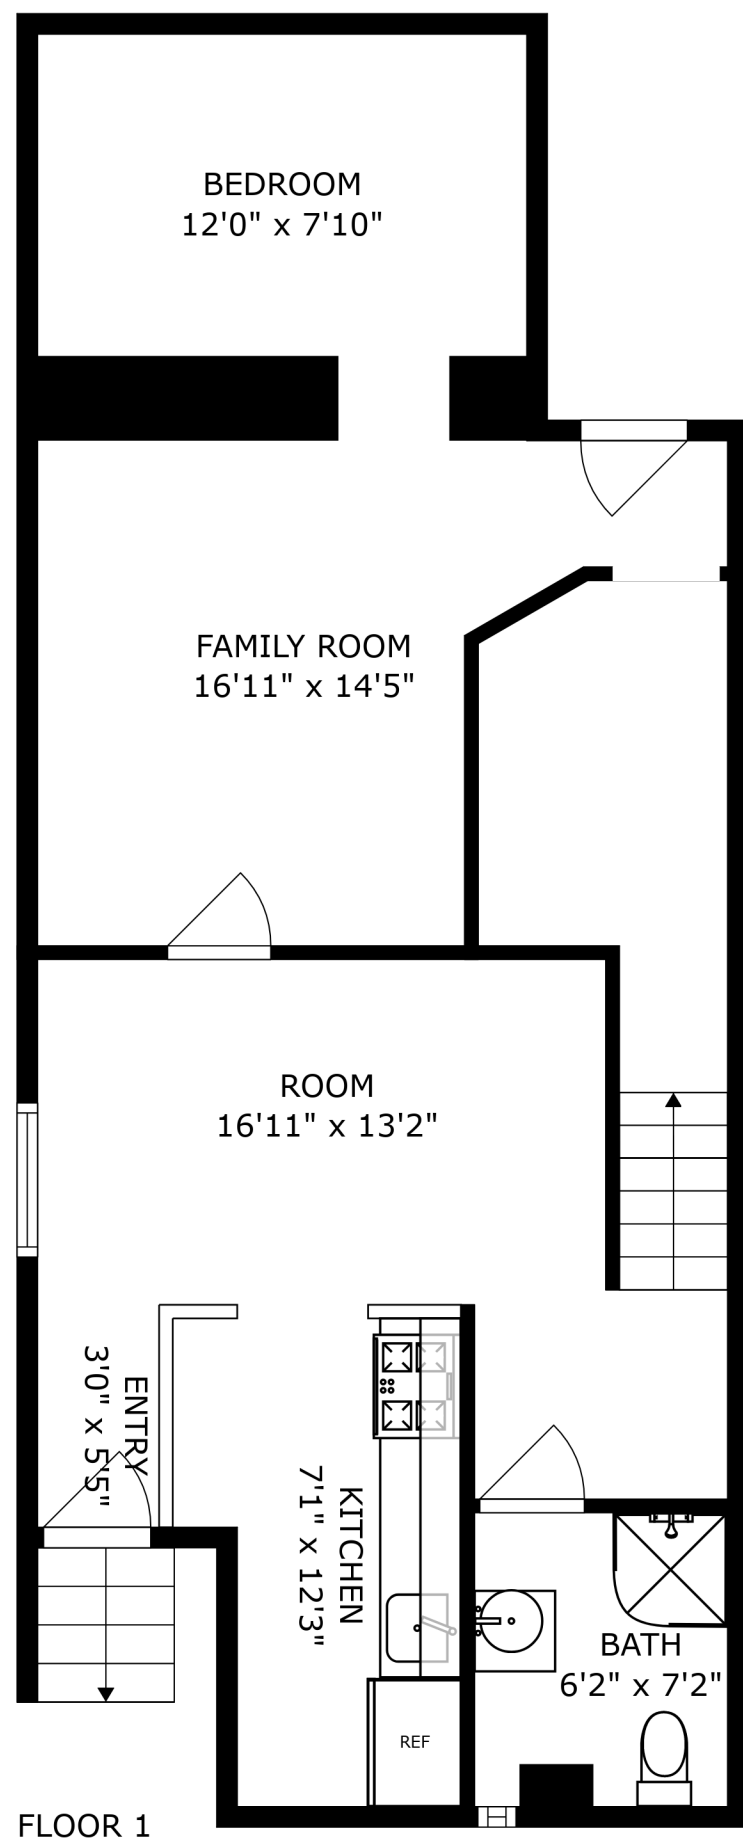 BEDROOM
12'0" x 7'10"
FAMILY ROOM
16'11" x 14'5"
ROOM
16'11" x 13'2"
ENTRY
3'0" x 5'5"
KITCHEN
7'1" x 12'3"
BATH
6'2" x 7'2"
REF
FLOOR 1